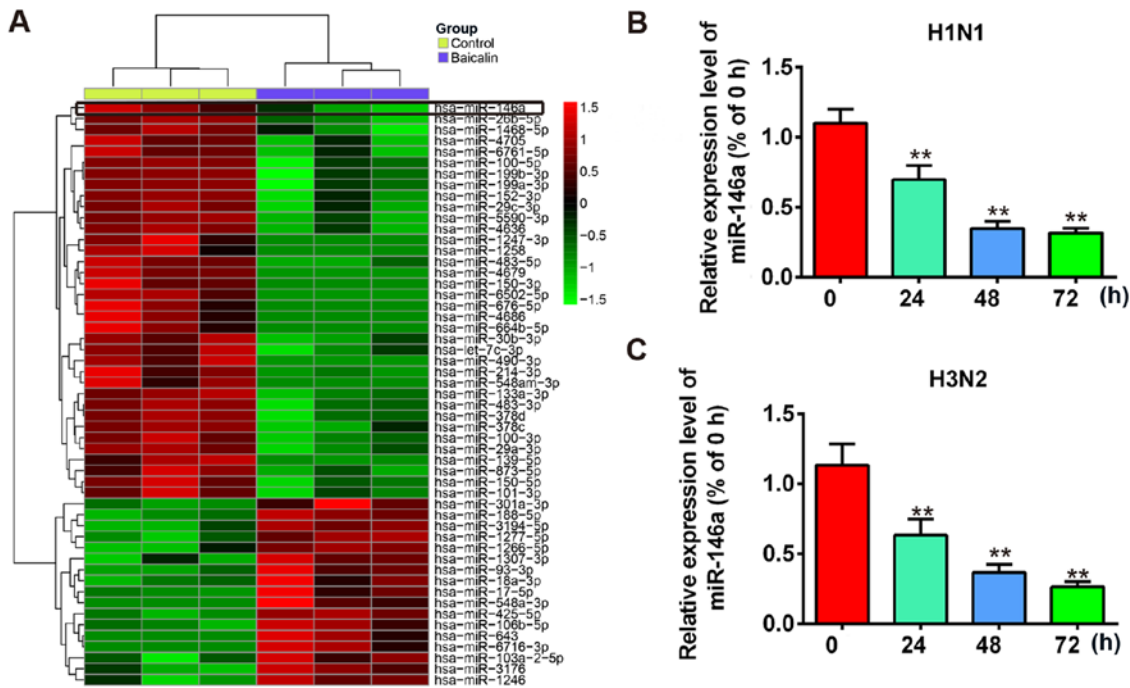 A
Group
Control
Baicalin
hsa-miR-146a
hsa-miR-26b-5p
hsa-miR-1468-5p
hsa-miR-4705
hsa-miR-6761-5p
hsa-miR-100-5p
hsa-miR-199b-3p
hsa-miR-199a-3p
hsa-miR-152-3p
hsa-miR-29c-3p
hsa-miR-5590-3p
hsa-miR-4636
hsa-miR-1247-3p
hsa-miR-1258
hsa-miR-483-5p
hsa-miR-4679
hsa-miR-150-3p
hsa-miR-6502-5p
hsa-miR-676-5p
hsa-miR-4686
hsa-miR-664b-5p
hsa-miR-30b-3p
hsa-let-7c-3p
hsa-miR-490-3p
hsa-miR-214-3p
hsa-miR-548am-3p
hsa-miR-133a-3p
hsa-miR-483-3p
hsa-miR-378d
hsa-miR-378c
hsa-miR-100-3p
hsa-miR-29a-3p
hsa-miR-139-5p
hsa-miR-873-5p
hsa-miR-150-5p
hsa-miR-101-3p
hsa-miR-301a-3p
hsa-miR-188-5p
hsa-miR-3194-5p
hsa-miR-1277-5p
hsa-miR-1266-5p
hsa-miR-1307-3p
hsa-miR-93-3p
hsa-miR-18a-3p
hsa-miR-17-5p
hsa-miR-548a-3p
hsa-miR-425-5p
hsa-miR-106b-5p
hsa-miR-643
hsa-miR-6716-3p
hsa-miR-103a-2-5p
hsa-miR-3176
hsa-miR-1246
1.5
1
0.5
0
−0.5
−1
−1.5
B
H1N1
Relative expression level of
miR-146a (% of 0 h)
1.5
1.0
0.5
0.0
**
**
**
0 24 48 72 (h)
C
H3N2
Relative expression level of
miR-146a (% of 0 h)
1.5
1.0
0.5
0.0
**
**
**
0 24 48 72 (h)